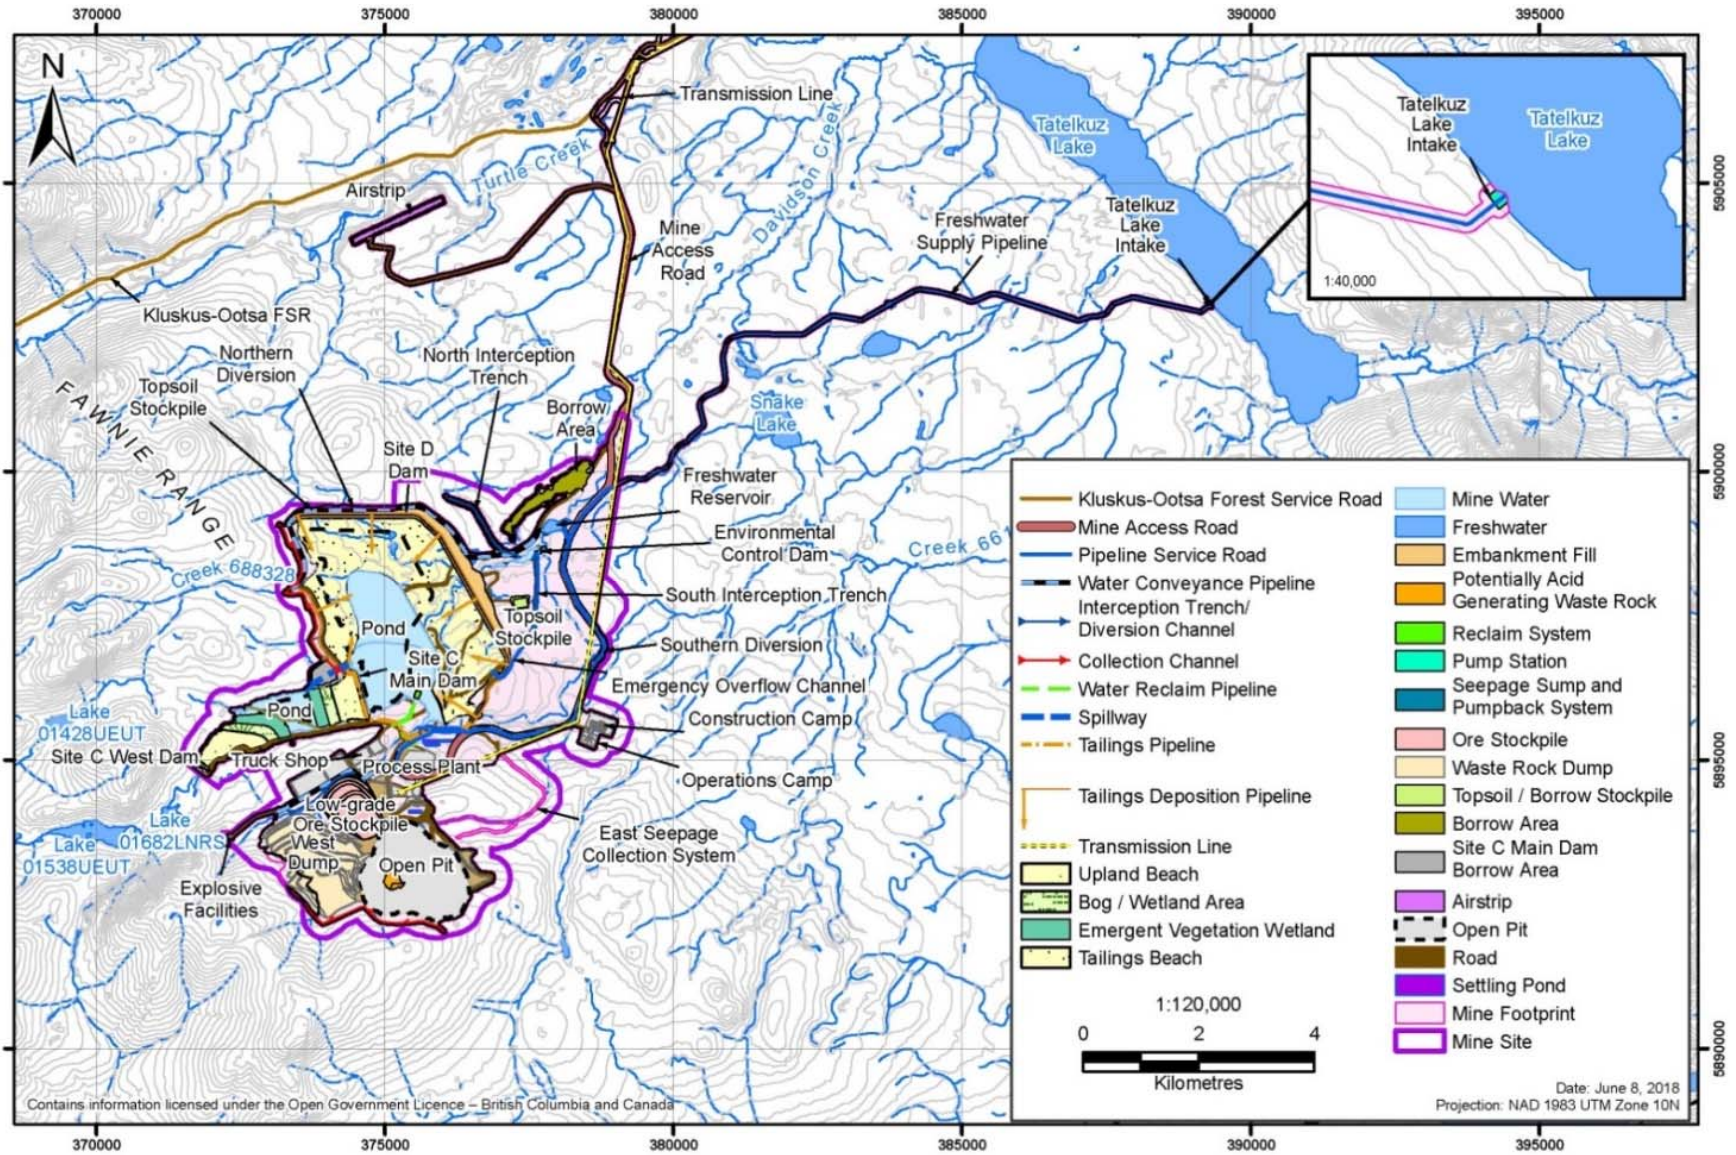 370000
375000
380000
385000
390000
395000
N
Transmission Line
Tatelkuz
Lake
Tatelkuz
Lake
Intake
Tatelkuz
Lake
1:40,000
5905000
Turtle Creek
Davidson Creek
Airstrip
Mine
Access
Road
Freshwater
Supply Pipeline
Tatelkuz
Lake
Intake
Kluskus-Ootsa FSR
Northern
Diversion
North Interception
Trench
Topsoil
Stockpile
FAWNIE RANGE
Borrow
Area
Snake
Lake
Site D
Dam
5900000
Freshwater
Reservoir
Environmental
Control Dam
Creek 661
Creek 688328
South Interception Trench
Topsoil
Stockpile
Pond
Southern Diversion
Site C
Main Dam
Emergency Overflow Channel
Pond
Construction Camp
Lake
01428UEUT
Site C West Dam
Truck Shop
Process Plant
Operations Camp
5895000
Low-grade
Ore Stockpile
Lake
01682LNRS
Lake
01538UEUT
West
Dump
Open Pit
East Seepage
Collection System
Explosive
Facilities
5890000
Kluskus-Ootsa Forest Service Road
Mine Access Road
Pipeline Service Road
Water Conveyance Pipeline
Interception Trench/
Diversion Channel
Collection Channel
Water Reclaim Pipeline
Spillway
Tailings Pipeline
Tailings Deposition Pipeline
Transmission Line
Upland Beach
Bog / Wetland Area
Emergent Vegetation Wetland
Tailings Beach
Mine Water
Freshwater
Embankment Fill
Potentially Acid
Generating Waste Rock
Reclaim System
Pump Station
Seepage Sump and
Pumpback System
Ore Stockpile
Waste Rock Dump
Topsoil / Borrow Stockpile
Borrow Area
Site C Main Dam
Borrow Area
Airstrip
Open Pit
Road
Settling Pond
Mine Footprint
Mine Site
1:120,000
0
2
4
Kilometres
Date: June 8, 2018
Projection: NAD 1983 UTM Zone 10N
Contains information licensed under the Open Government Licence – British Columbia and Canada
370000
375000
380000
385000
390000
395000